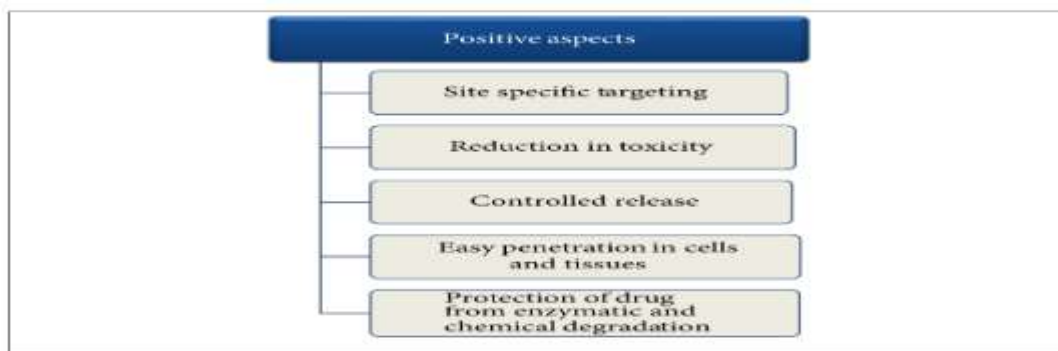 Positive aspects
Site specific targeting
Reduction in toxicity
Controlled release
Easy penetration in cells
and tissues
Protection of drug
from enzymatic and
chemical degradation